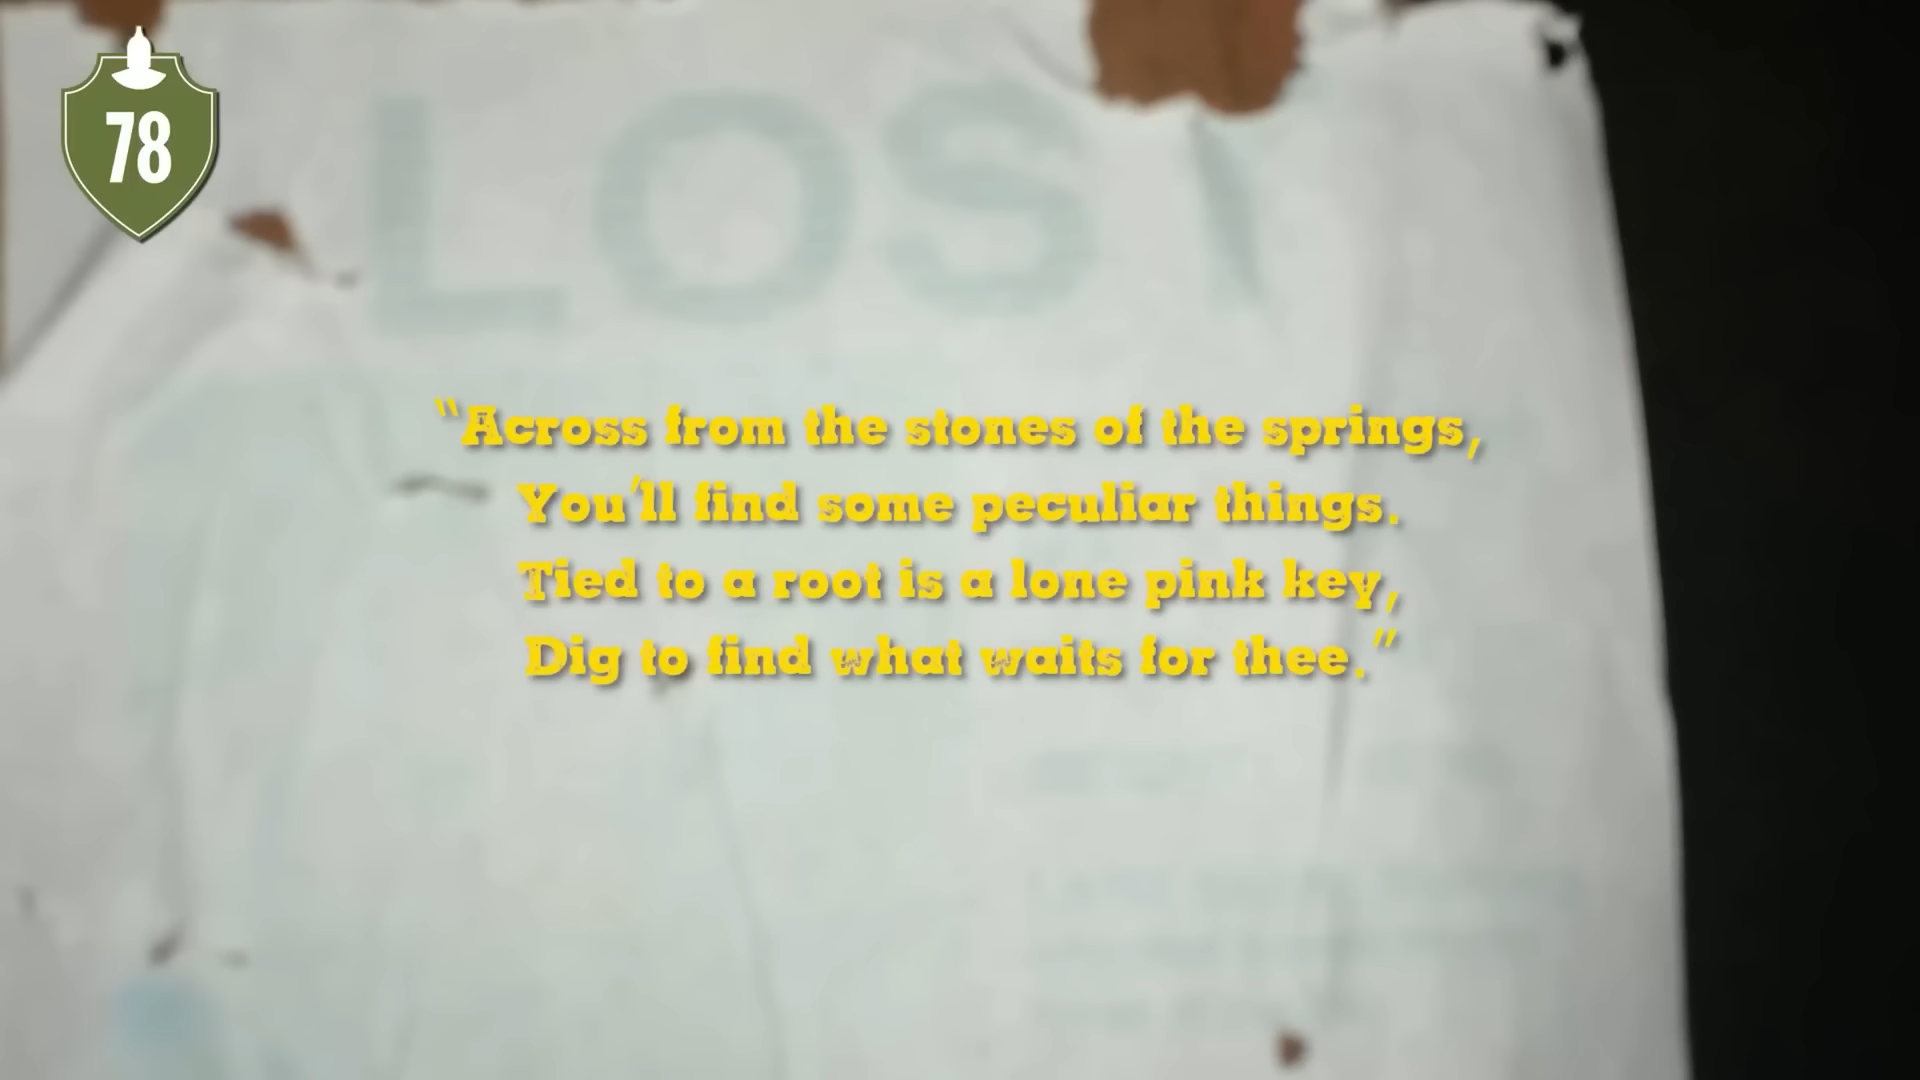 78
LOST
“Across from the stones of the springs,
You'll find some peculiar things.
Tied to a root is a lone pink key,
Dig to find what waits for thee.”